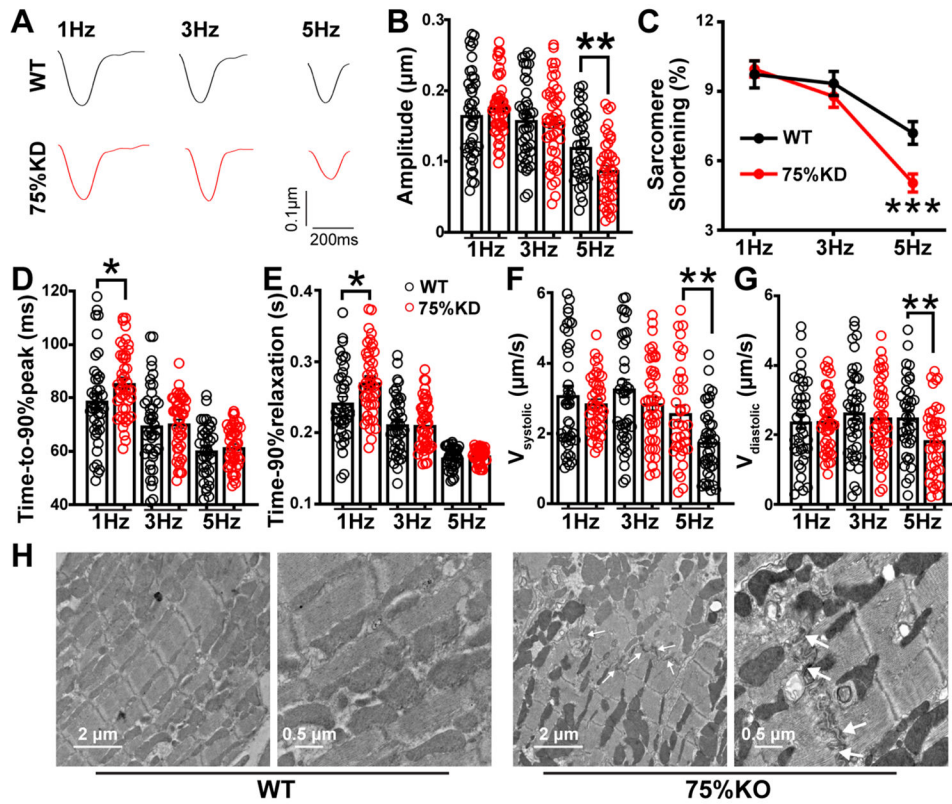 A
1Hz 3Hz 5Hz
WT
75%KD
0.1μm
200ms
B
Amplitude (μm)
0.3
0.2
0.1
0.0
**
1Hz 3Hz 5Hz
C
Sarcomere
Shortening (%)
12
9
6
3
WT
75%KD
***
1Hz 3Hz 5Hz
D
Time-to-90%peak (ms)
120
100
80
60
40
*
1Hz 3Hz 5Hz
E
Time-90%relaxation (s)
0.4
0.3
0.2
0.1
*
WT
75%KD
1Hz 3Hz 5Hz
F
Vsystolic (μm/s)
6
4
2
0
**
1Hz 3Hz 5Hz
G
Vdiastolic (μm/s)
6
4
2
0
**
1Hz 3Hz 5Hz
H
2 μm 0.5 μm 2 μm 0.5 μm
WT 75%KO